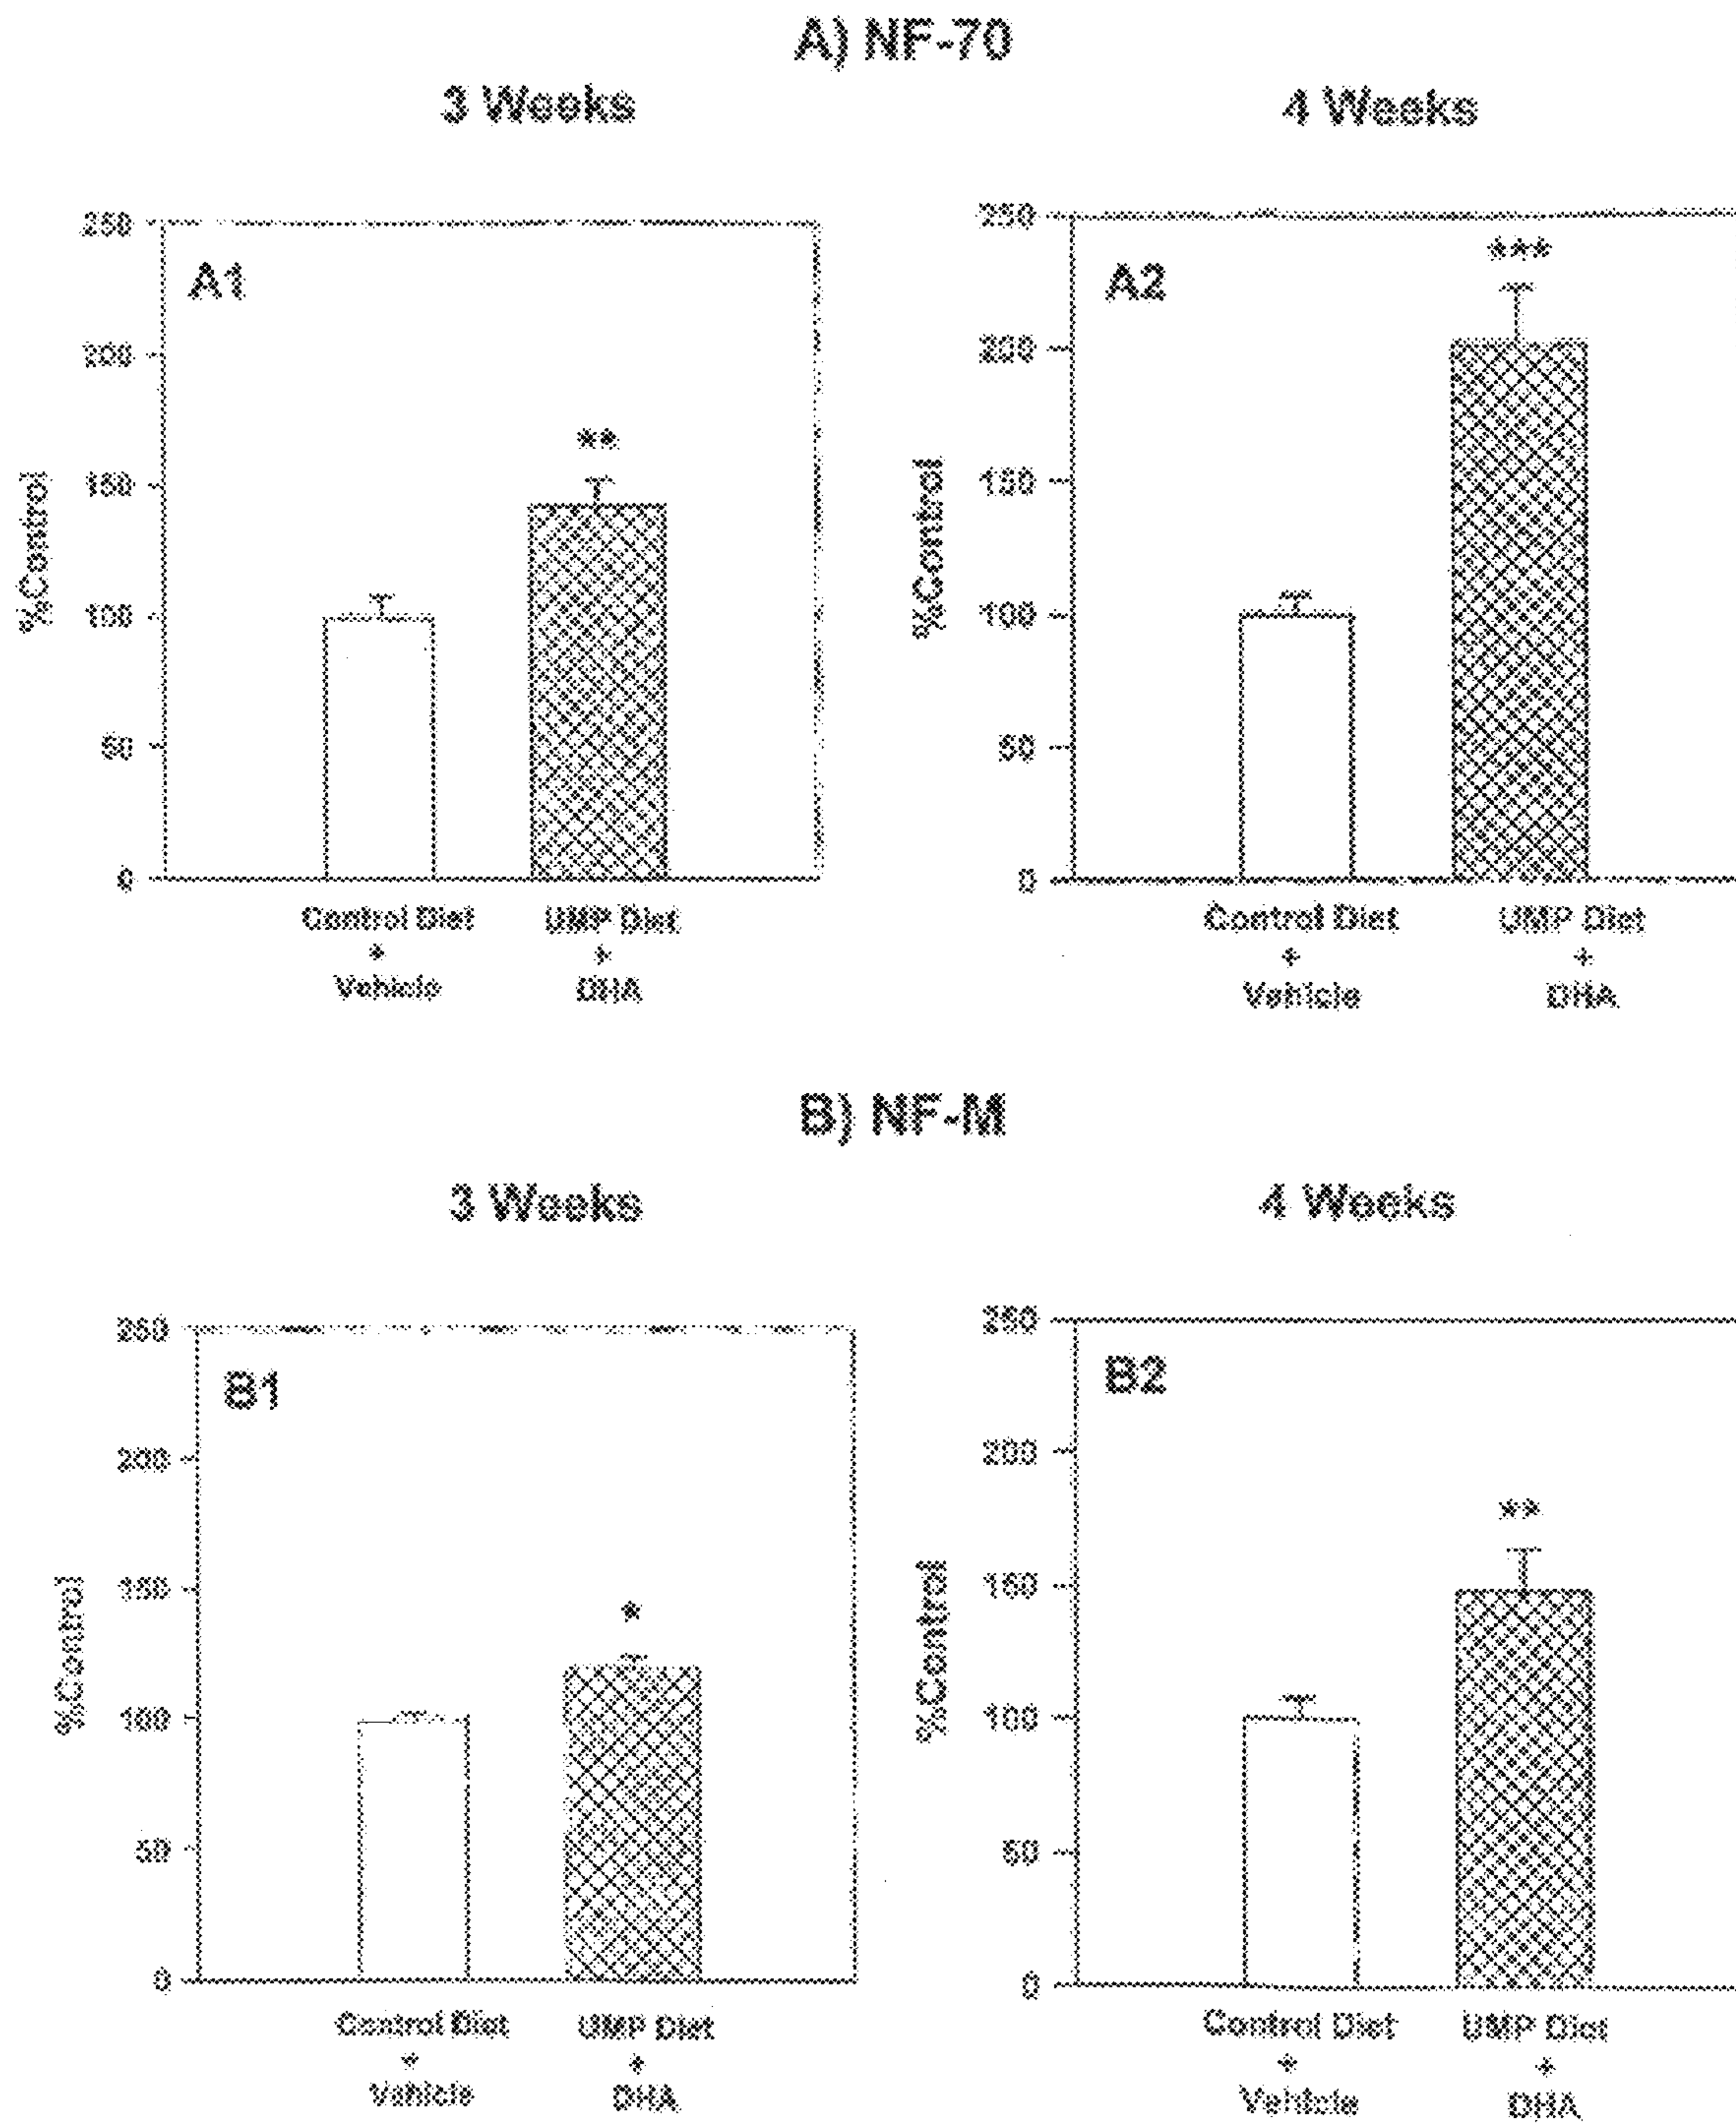 A) NF-70
3 Weeks
4 Weeks
250
A1
200
**
150
%Control
100
50
0
Control Diet UMP Diet
+ +
Vehicle DHA
250
***
A2
200
150
%Control
100
50
0
Control Diet UMP Diet
+ +
Vehicle DHA
B) NF-M
3 Weeks
4 Weeks
250
B1
200
150
*
%Control
100
50
0
Control Diet UMP Diet
+ +
Vehicle DHA
250
B2
200
**
150
%Control
100
50
0
Control Diet UMP Diet
+ +
Vehicle DHA